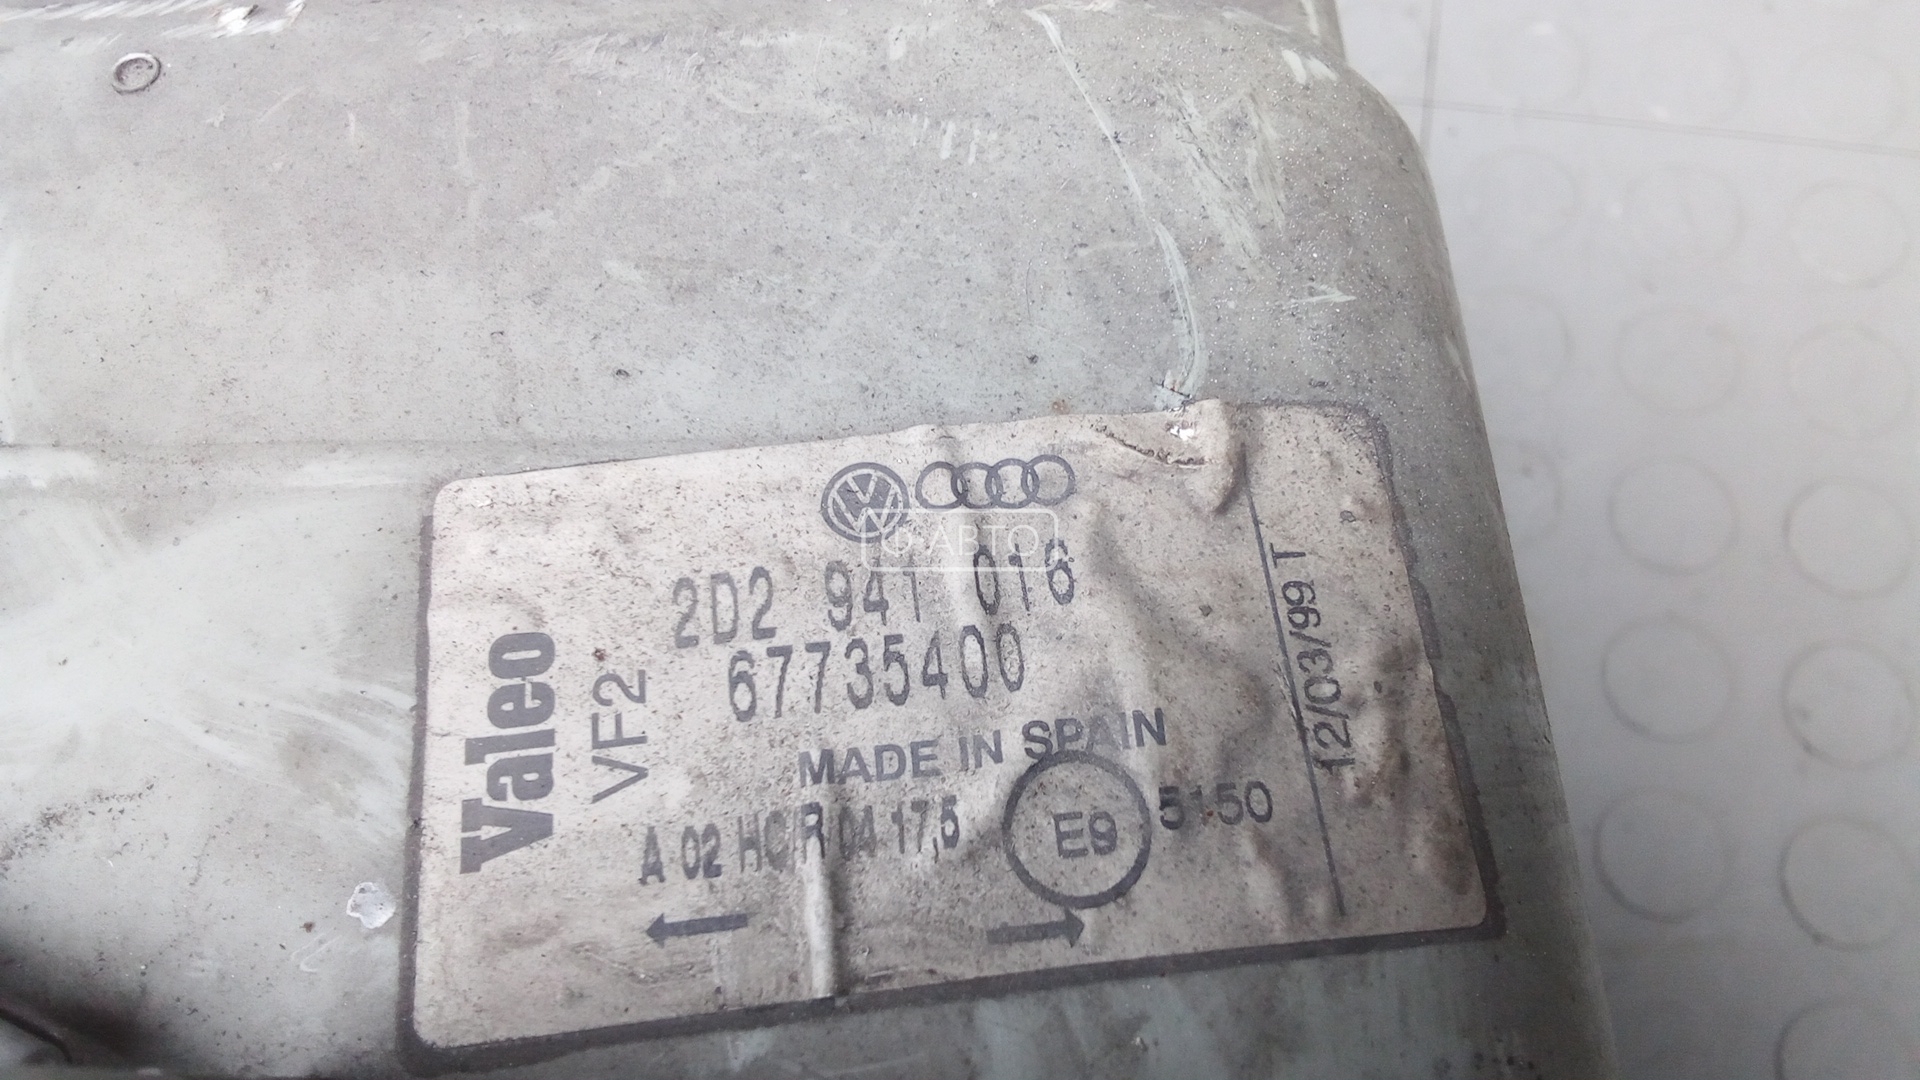 АВТО
2D2 941 016
67735400
MADE IN SPAIN
A 02 HC R 04 17,5 E9 5150
Valeo
VF2
12/03/99 T